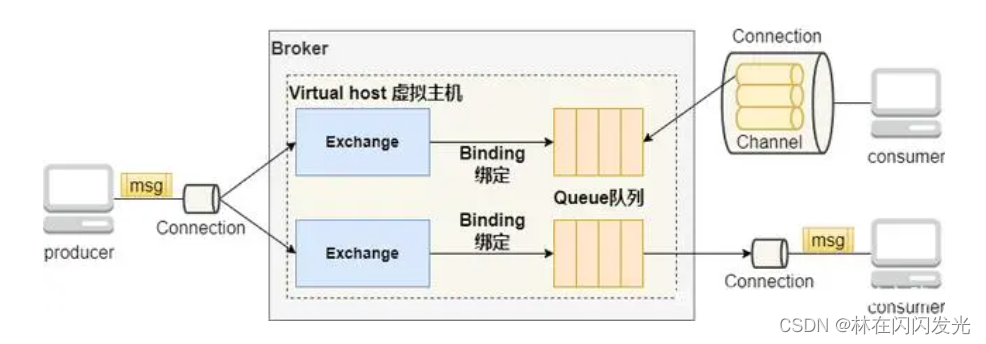 Broker
Virtual host 虚拟主机
Exchange
Binding
绑定
Connection
Channel
consumer
msg
Connection
producer
Queue队列
Exchange
Binding
绑定
Connection
msg
consumer
CSDN @林在闪闪发光